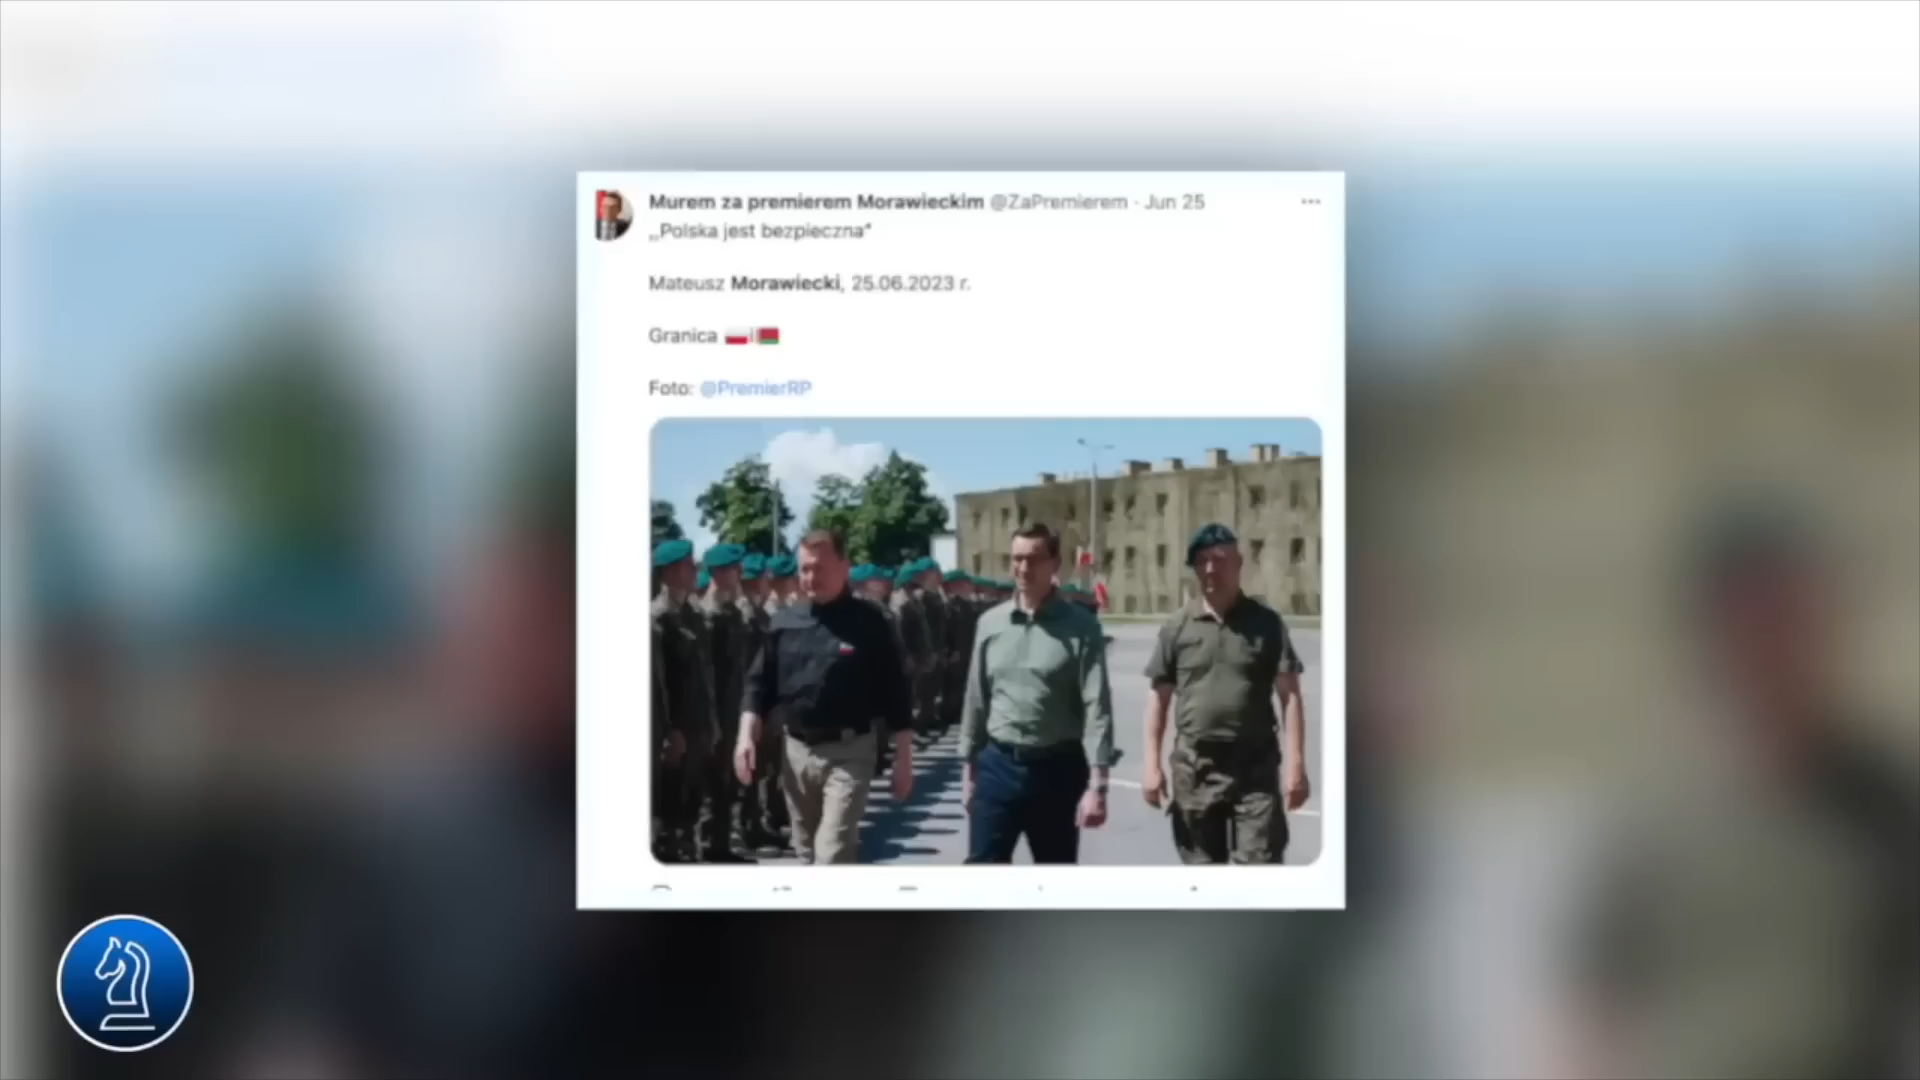 Murem za premierem Morawieckim @ZaPremierem · Jun 25
„Polska jest bezpieczna"
Mateusz Morawiecki, 25.06.2023 r.
Granica 🇵🇱i🇧🇾
Foto: @PremierRP